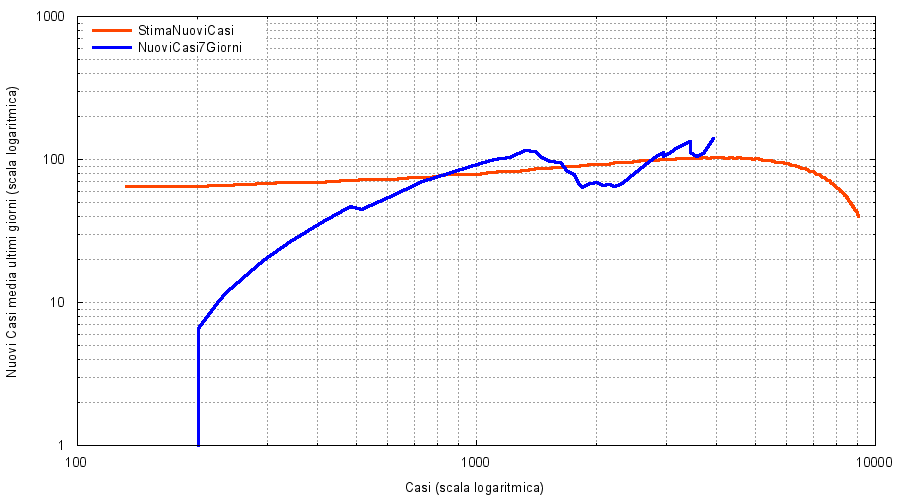 1000
StimaNuoviCasi
NuoviCasi7Giorni
100
10
1
100
1000
10000
Nuovi Casi media ultimi giorni (scala logaritmica)
Casi (scala logaritmica)